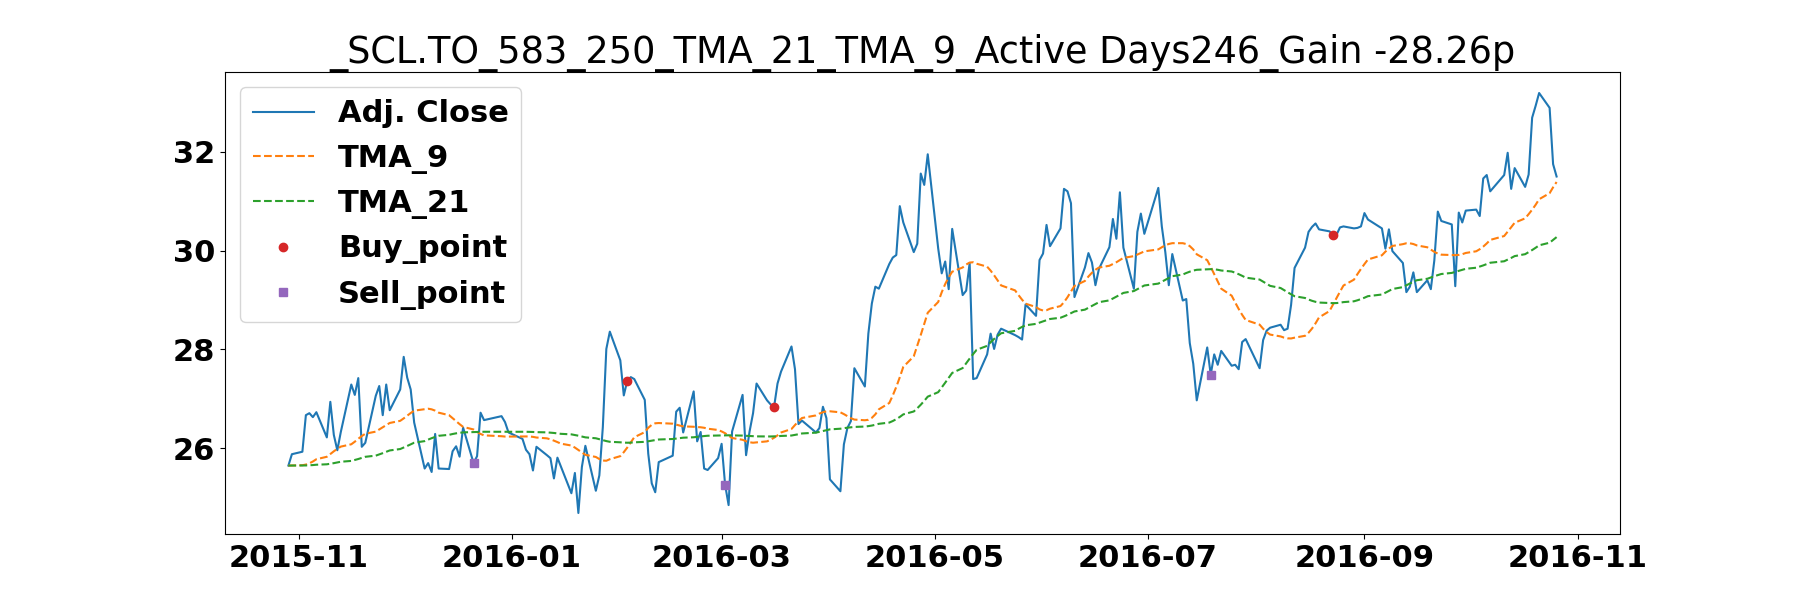 _SCL.TO_583_250_TMA_21_TMA_9_Active Days246_Gain -28.26p
Adj. Close
TMA_9
TMA_21
Buy_point
Sell_point
32
30
28
26
2015-11 2016-01 2016-03 2016-05 2016-07 2016-09 2016-11